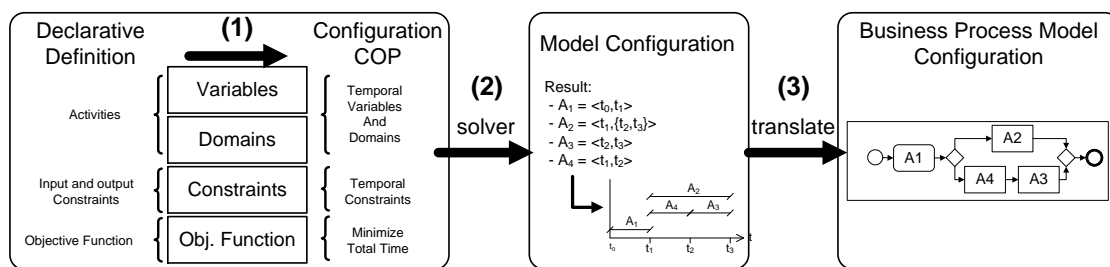 Declarative
Definition
(1)
Configuration
COP
Activities
Variables
Domains
Temporal
Variables
And
Domains
Input and output
Constraints
Constraints
Temporal
Constraints
Objective Function
Obj. Function
Minimize
Total Time
(2)
solver
Model Configuration
Result:
- A1 = <t0,t1>
- A2 = <t1,{t2,t3}>
- A3 = <t2,t3>
- A4 = <t1,t2>
A2
A4
A3
A1
t0
t1
t2
t3
t
(3)
translate
Business Process Model
Configuration
A1
A2
A4
A3